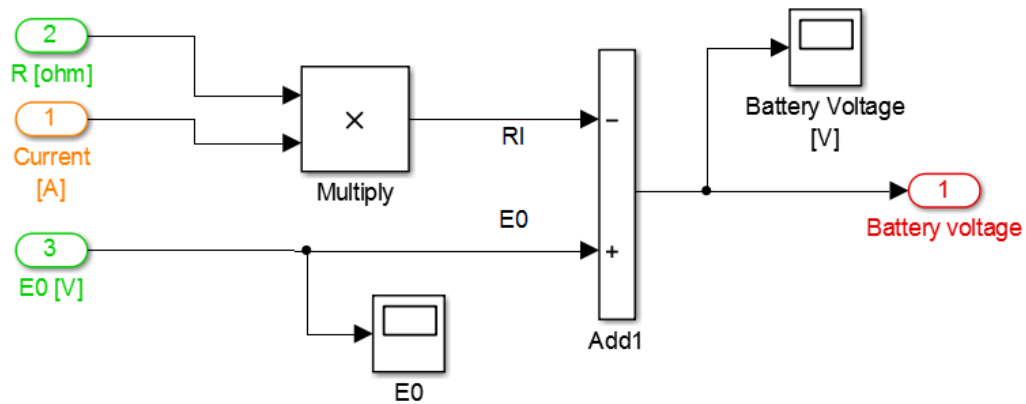 2
R [ohm]
1
Current
[A]
×
Multiply
RI
−
E0
+
Add1
3
E0 [V]
E0
Battery Voltage
[V]
1
Battery voltage